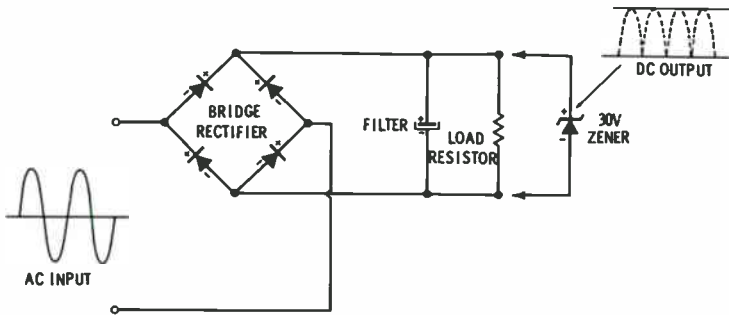 DC OUTPUT
BRIDGE
RECTIFIER
FILTER
LOAD
RESISTOR
30V
ZENER
AC INPUT